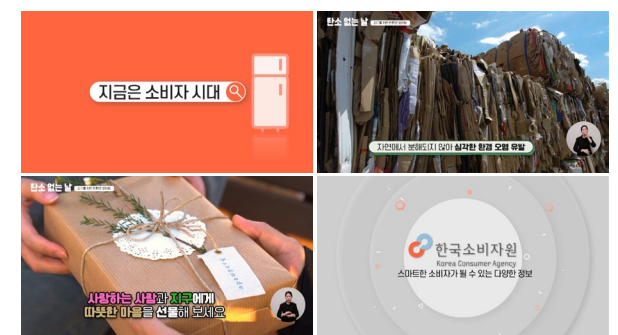 지금은 소비자 시대
탄소 없는 날
자연에서 분해되지 않아 심각한 환경 오염 유발
탄소 없는 날
사랑하는 사람과 지구에게
따뜻한 마음을 선물해 보세요
한국소비자원
Korea Consumer Agency
스마트한 소비자가 될 수 있는 다양한 정보